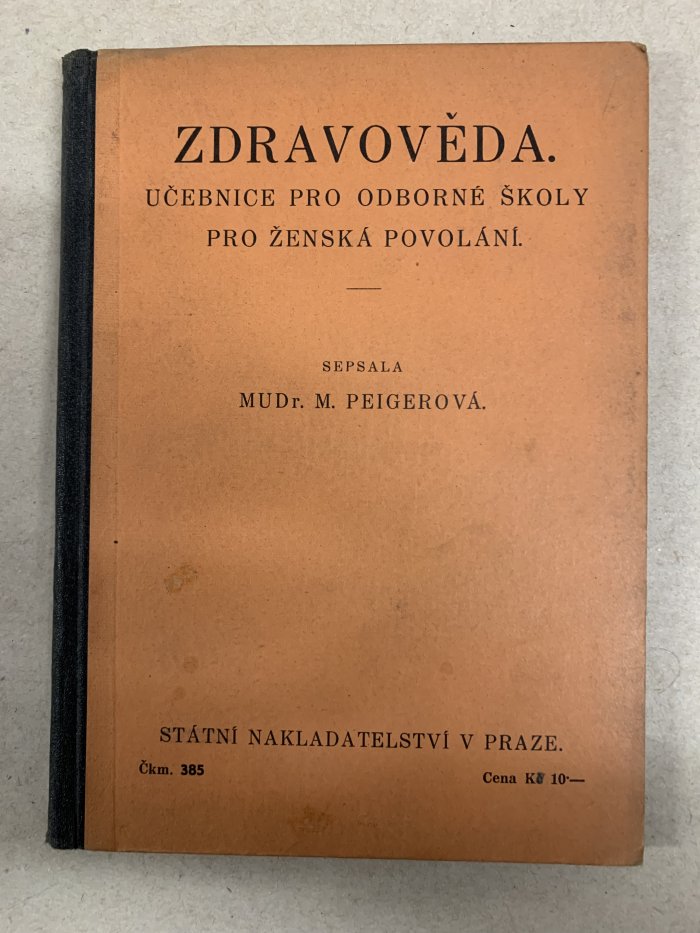 ZDRAVOVĚDA.
UČEBNICE PRO ODBORNÉ ŠKOLY
PRO ŽENSKÁ POVOLÁNÍ.
SEPSALA
MUDr. M. PEIGEROVÁ.
STÁTNÍ NAKLADATELSTVÍ V PRAZE.
Čkm. 385
Cena Kč 10·—